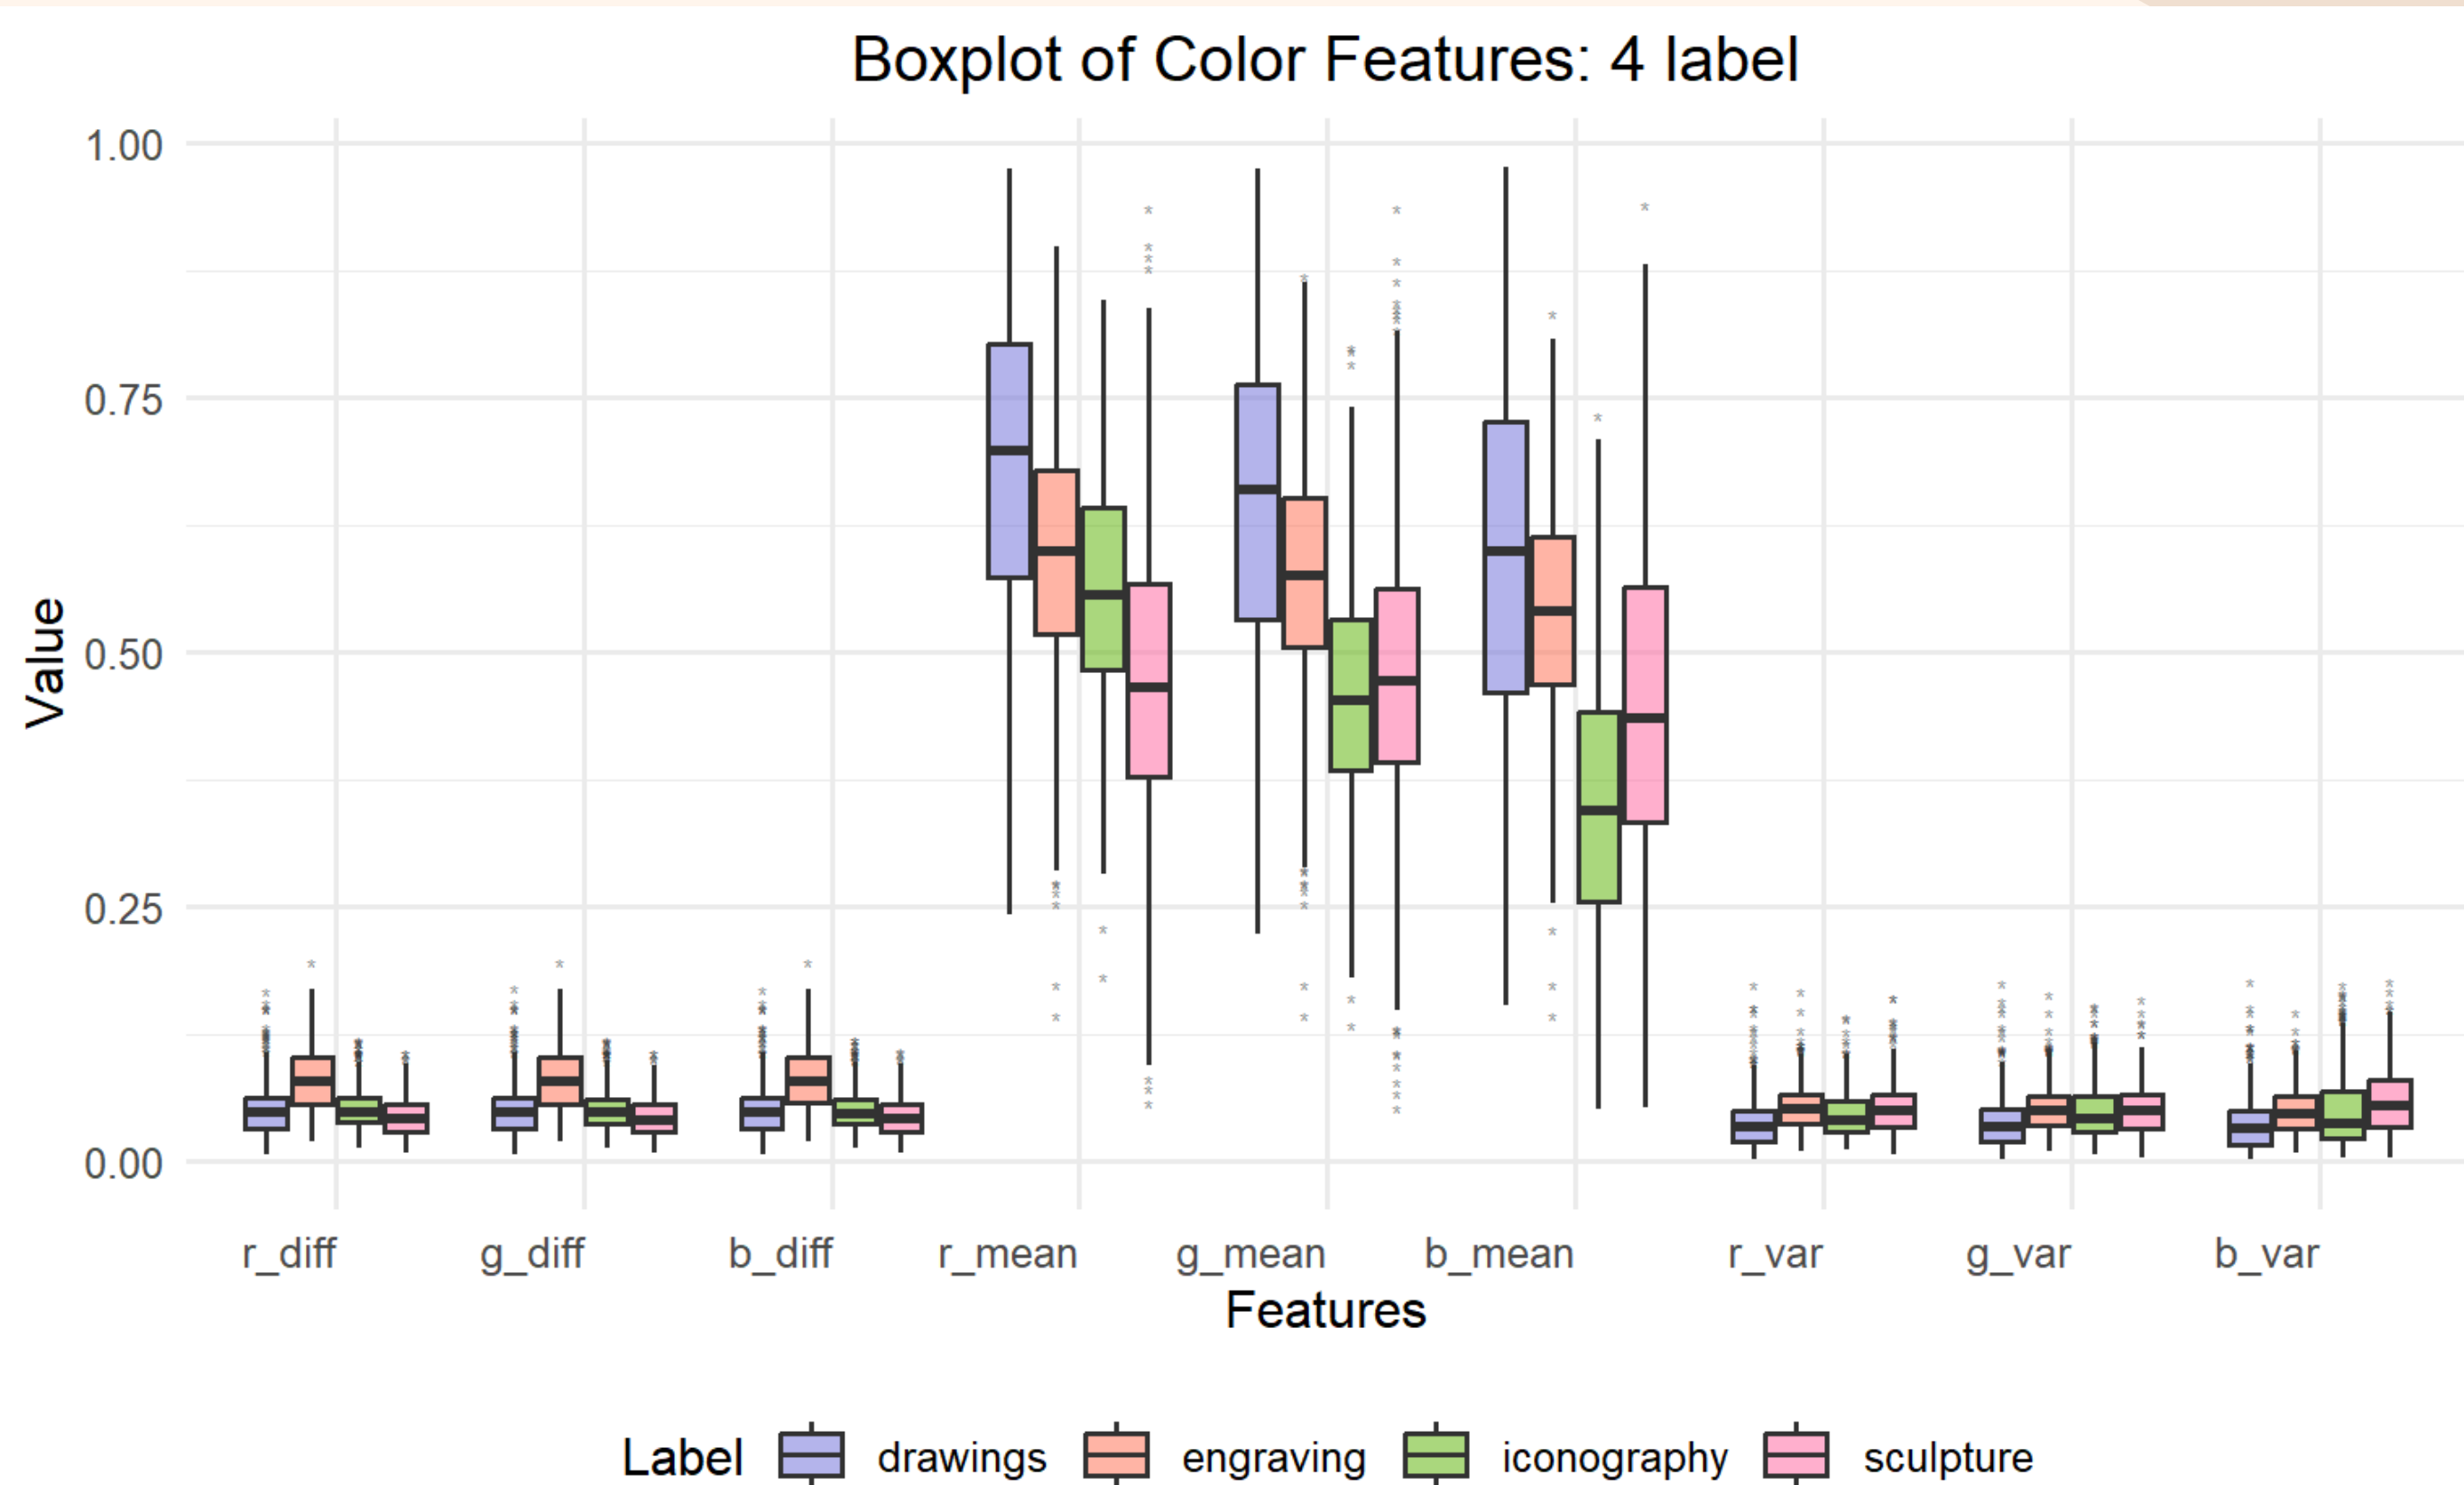 Boxplot of Color Features: 4 label
1.00
0.75
0.50
0.25
0.00
Value
r_diff g_diff b_diff r_mean g_mean b_mean r_var g_var b_var
Features
Label drawings engraving iconography sculpture